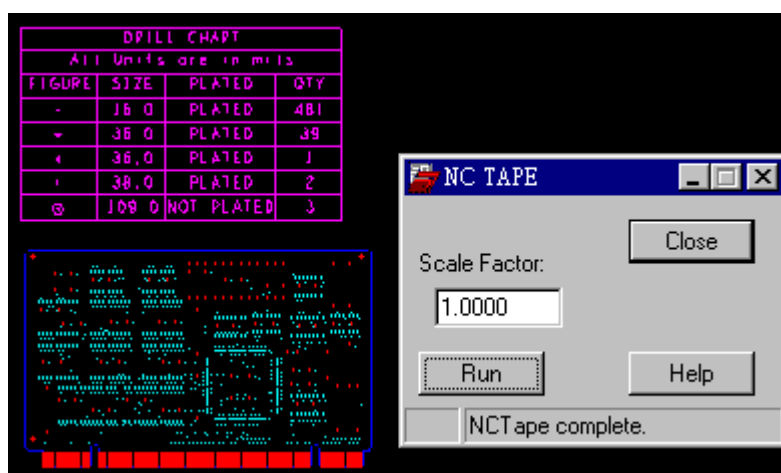 DRILL CHART
All Units are in mils
FIGURE SIZE PLATED QTY
16.0 PLATED 481
36.0 PLATED 39
36.0 PLATED 1
38.0 PLATED 2
109.0 NOT PLATED 3
NC TAPE
Close
Scale Factor:
1.0000
Run Help
NCTape complete.